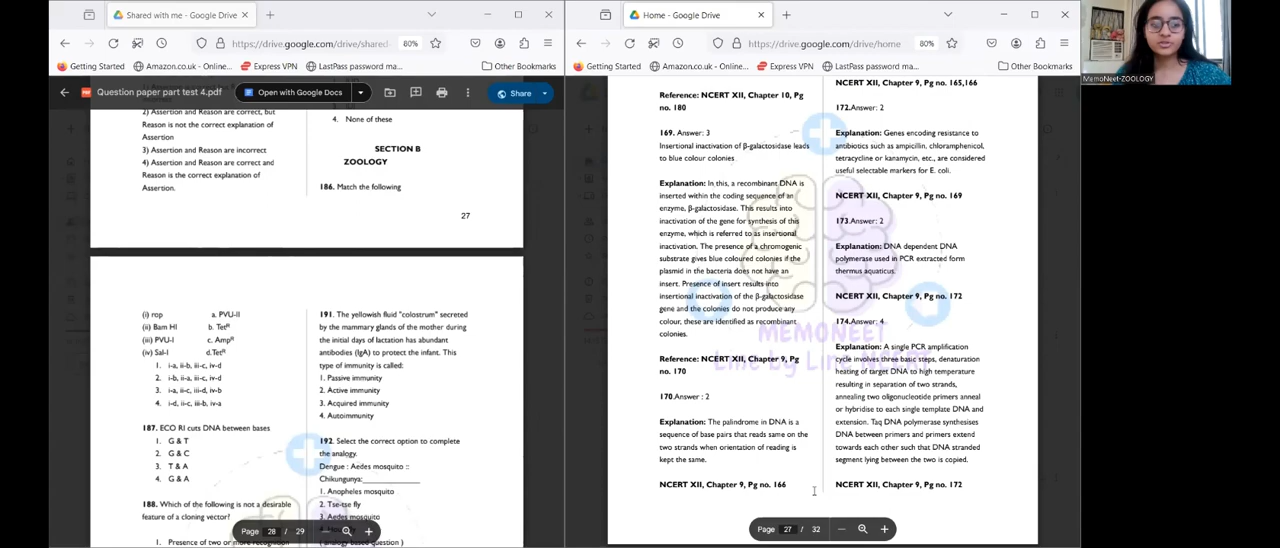 Shared with me - Google Drive
https://drive.google.com/drive/shared
80%
Getting Started
Amazon.co.uk - Online...
Express VPN
LastPass password ma...
Other Bookmarks
Question paper part test 4.pdf
Open with Google Docs
Share
2) Assertion and Reason are correct, but
Reason is not the correct explanation of
Assertion
3) Assertion and Reason are incorrect
4) Assertion and Reason are correct and
Reason is the correct explanation of
Assertion.
4. None of these
SECTION B
ZOOLOGY
186. Match the following
27
(i) rop a. PVU-II
(ii) Bam HI b. TetR
(iii) PVU-I c. AmpR
(iv) Sal-I d.TetR
1. i-a, ii-b, iii-c, iv-d
2. i-b, ii-a, iii-c, iv-d
3. i-a, ii-c, iii-d, iv-b
4. i-d, ii-c, iii-b, iv-a
187. ECO RI cuts DNA between bases
1. G & T
2. G & C
3. T & A
4. G & A
188. Which of the following is not a desirable
feature of a cloning vector?
1. Presence of two or more recognition
191. The yellowish fluid "colostrum" secreted
by the mammary glands of the mother during
the initial days of lactation has abundant
antibodies (IgA) to protect the infant. This
type of immunity is called:
1. Passive immunity
2. Active immunity
3. Acquired immunity
4. Autoimmunity
192. Select the correct option to complete
the analogy.
Dengue : Aedes mosquito ::
Chikungunya:____________
1. Anopheles mosquito
2. Tse-tse fly
3. Aedes mosquito
( analogy based question )
Page 28 / 29
Home - Google Drive
https://drive.google.com/drive/home
80%
Getting Started
Amazon.co.uk - Online...
Express VPN
LastPass password ma...
Other Bookmarks
Reference: NCERT XII, Chapter 10, Pg
no. 180
169. Answer: 3
Insertional inactivation of β-galactosidase leads
to blue colour colonies
Explanation: In this, a recombinant DNA is
inserted within the coding sequence of an
enzyme, β-galactosidase. This results into
inactivation of the gene for synthesis of this
enzyme, which is referred to as insertional
inactivation. The presence of a chromogenic
substrate gives blue coloured colonies if the
plasmid in the bacteria does not have an
insert. Presence of insert results into
insertional inactivation of the β-galactosidase
gene and the colonies do not produce any
colour, these are identified as recombinant
colonies.
Reference: NCERT XII, Chapter 9, Pg
no. 170
170.Answer : 2
Explanation: The palindrome in DNA is a
sequence of base pairs that reads same on the
two strands when orientation of reading is
kept the same.
NCERT XII, Chapter 9, Pg no. 166
NCERT XII, Chapter 9, Pg no. 165,166
172.Answer: 2
Explanation: Genes encoding resistance to
antibiotics such as ampicillin, chloramphenicol,
tetracycline or kanamycin, etc., are considered
useful selectable markers for E. coli.
NCERT XII, Chapter 9, Pg no. 169
173.Answer: 2
Explanation: DNA dependent DNA
polymerase used in PCR extracted form
thermus aquaticus.
NCERT XII, Chapter 9, Pg no. 172
174.Answer: 4
Explanation: A single PCR amplification
cycle involves three basic steps, denaturation
heating of target DNA to high temperature
resulting in separation of two strands,
annealing two oligonucleotide primers anneal
or hybridise to each single template DNA and
extension. Taq DNA polymerase synthesises
DNA between primers and primers extend
towards each other such that DNA stranded
segment lying between the two is copied.
NCERT XII, Chapter 9, Pg no. 172
MEMONEET
Line by Line NCERT
Page 27 / 32
MemoNeet-ZOOLOGY